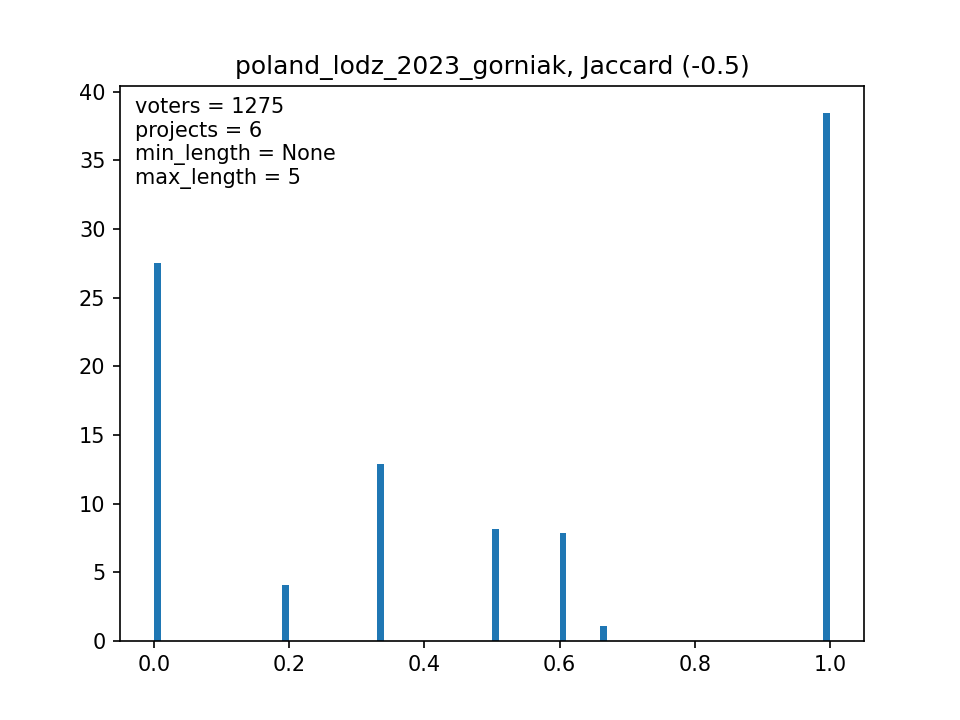 poland_lodz_2023_gorniak, Jaccard (-0.5)
voters = 1275
projects = 6
min_length = None
max_length = 5
40
35
30
25
20
15
10
5
0
0.0 0.2 0.4 0.6 0.8 1.0